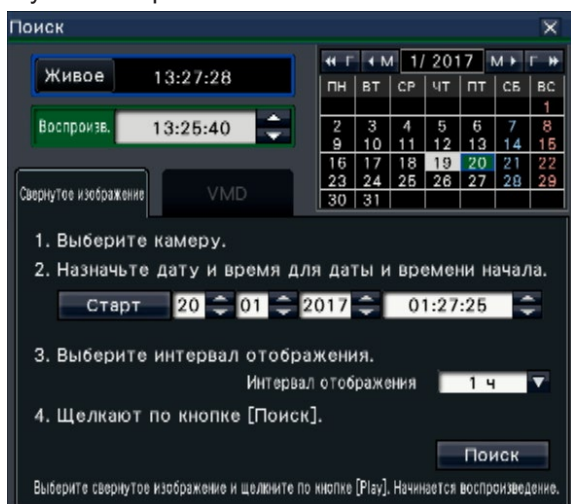 Поиск
Живое 13:27:28
Воспроизв. 13:25:40
Г М 1/ 2017 М Г
ПН ВТ СР ЧТ ПТ СБ ВС
1
2 3 4 5 6 7 8
9 10 11 12 13 14 15
16 17 18 19 20 21 22
23 24 25 26 27 28 29
30 31
Свернутое изображение VMD
1. Выберите камеру.
2. Назначьте дату и время для даты и времени начала.
Старт 20 01 2017 01:27:25
3. Выберите интервал отображения.
Интервал отображения 1 ч
4. Щелкают по кнопке [Поиск].
Поиск
Выберите свернутое изображение и щелкните по кнопке [Play]. Начинается воспроизведение.